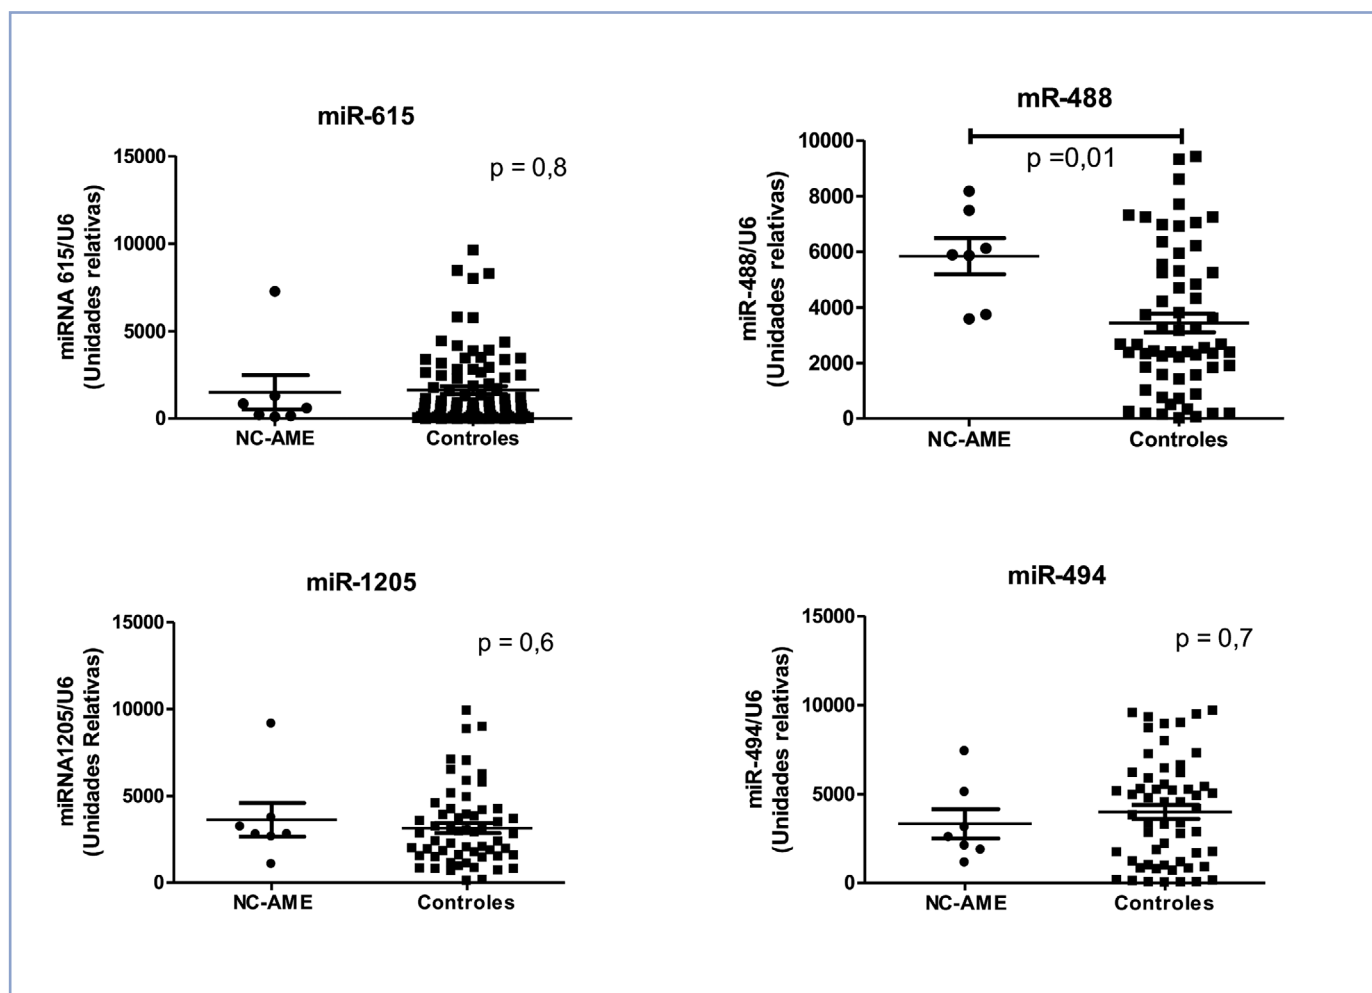 miR-615
miRNA 615/U6
(Unidades relativas)
15000
10000
5000
0
p = 0,8
NC-AME
Controles
mR-488
miR-488/U6
(Unidades relativas)
10000
8000
6000
4000
2000
0
p =0,01
NC-AME
Controles
miR-1205
miRNA1205/U6
(Unidades Relativas)
15000
10000
5000
0
p = 0,6
NC-AME
Controles
miR-494
miR-494/U6
(Unidades relativas)
15000
10000
5000
0
p = 0,7
NC-AME
Controles